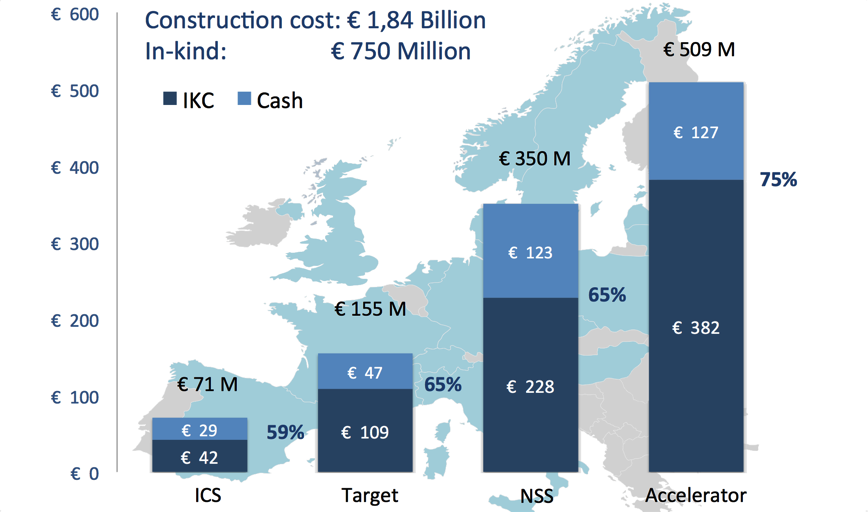 Construction cost: € 1,84 Billion
In-kind: € 750 Million
IKC Cash
€ 600
€ 500
€ 400
€ 300
€ 200
€ 100
€ 0
€ 71 M
€ 29
€ 42
59%
ICS
€ 155 M
€ 47
€ 109
65%
Target
€ 350 M
€ 123
€ 228
65%
NSS
€ 509 M
€ 127
€ 382
75%
Accelerator